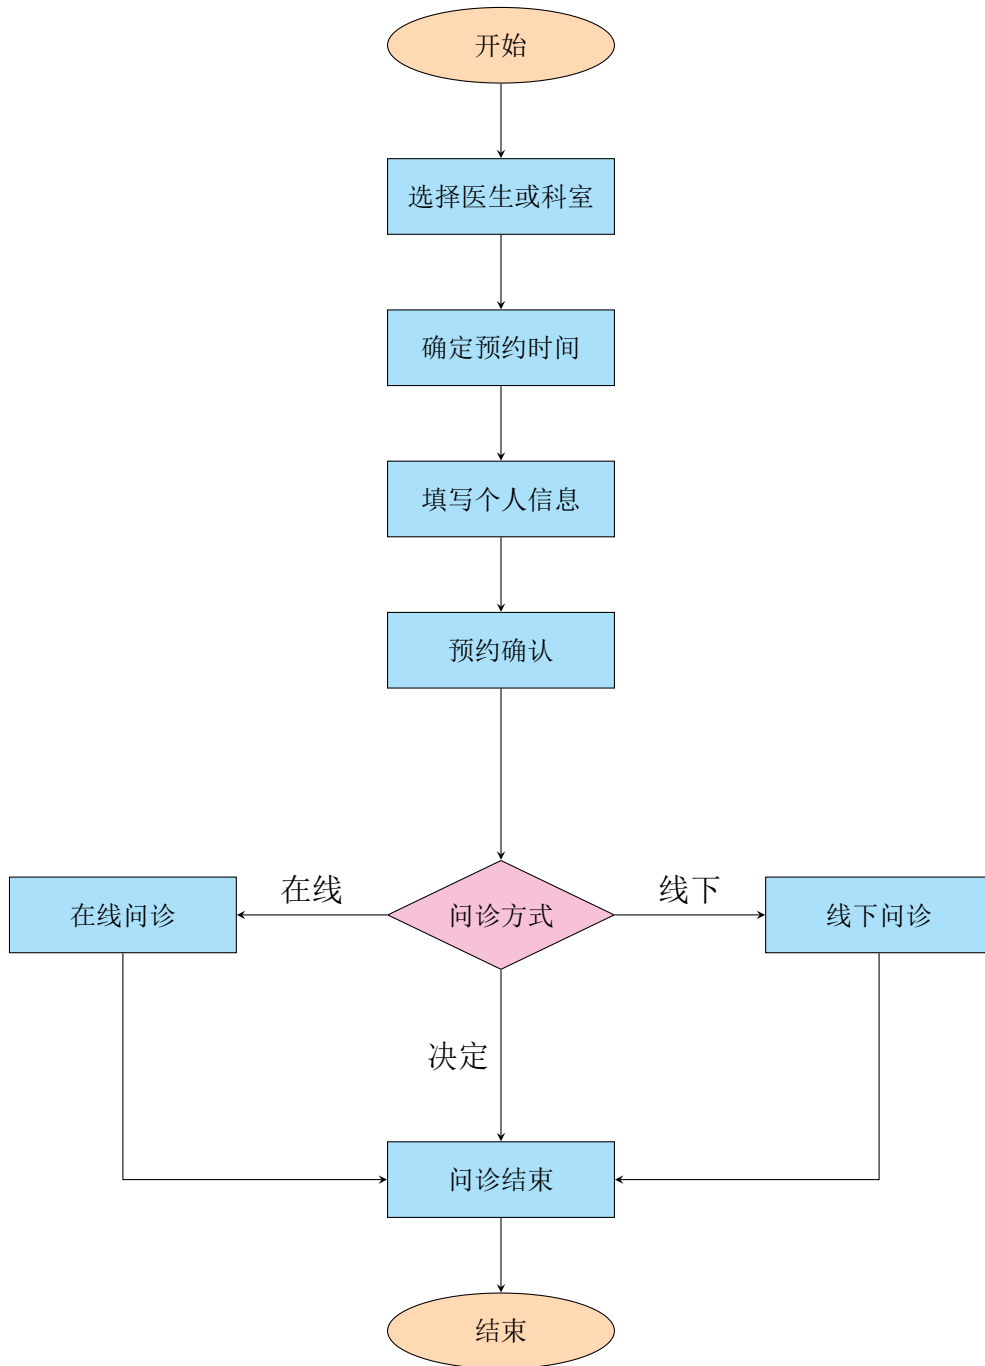 开始
选择医生或科室
确定预约时间
填写个人信息
预约确认
在线
线下
在线问诊
问诊方式
线下问诊
决定
问诊结束
结束